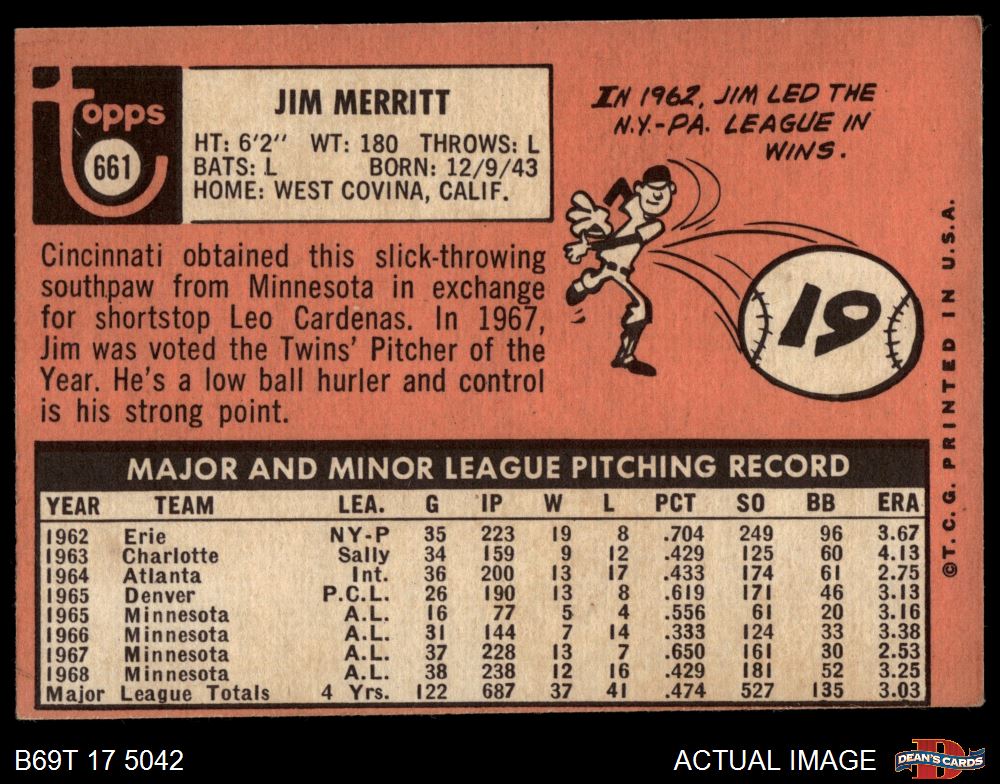 topps
661
JIM MERRITT
HT: 6'2" WT: 180 THROWS: L
BATS: L BORN: 12/9/43
HOME: WEST COVINA, CALIF.
IN 1962, JIM LED THE
N.Y.-PA. LEAGUE IN
WINS.
19
Cincinnati obtained this slick-throwing
southpaw from Minnesota in exchange
for shortstop Leo Cardenas. In 1967,
Jim was voted the Twins' Pitcher of the
Year. He's a low ball hurler and control
is his strong point.
MAJOR AND MINOR LEAGUE PITCHING RECORD
YEAR TEAM LEA. G IP W L PCT SO BB ERA
1962 Erie NY-P 35 223 19 8 .704 249 96 3.67
1963 Charlotte Sally 34 159 9 12 .429 125 60 4.13
1964 Atlanta Int. 36 200 13 17 .433 174 61 2.75
1965 Denver P.C.L. 26 190 13 8 .619 171 46 3.13
1965 Minnesota A.L. 16 77 5 4 .556 61 20 3.16
1966 Minnesota A.L. 31 144 7 14 .333 124 33 3.38
1967 Minnesota A.L. 37 228 13 7 .650 161 30 2.53
1968 Minnesota A.L. 38 238 12 16 .429 181 52 3.25
Major League Totals 4 Yrs. 122 687 37 41 .474 527 135 3.03
©T.C.G. PRINTED IN U.S.A.
B69T 17 5042
ACTUAL IMAGE
DEAN'S CARDS